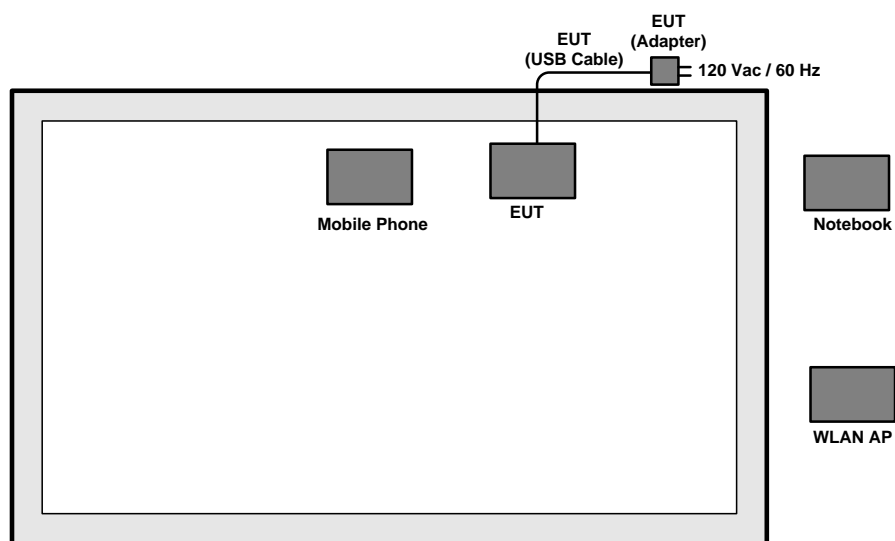 EUT
(Adapter)
EUT
(USB Cable)
120 Vac / 60 Hz
Mobile Phone
EUT
Notebook
WLAN AP